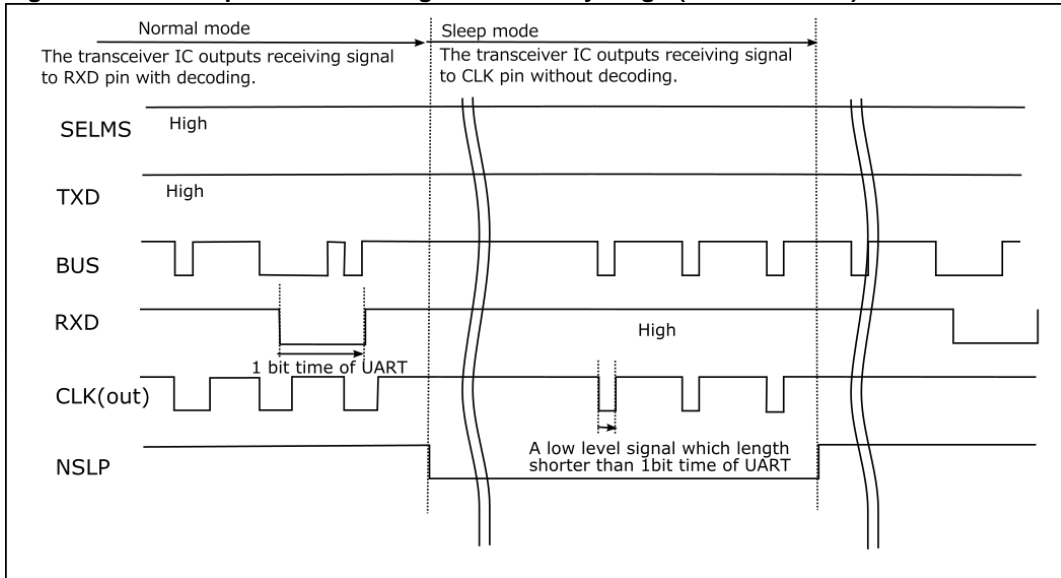 Normal mode
The transceiver IC outputs receiving signal
to RXD pin with decoding.
Sleep mode
The transceiver IC outputs receiving signal
to CLK pin without decoding.
SELMS
High
TXD
High
BUS
RXD
High
1 bit time of UART
CLK(out)
A low level signal which length
shorter than 1bit time of UART
NSLP